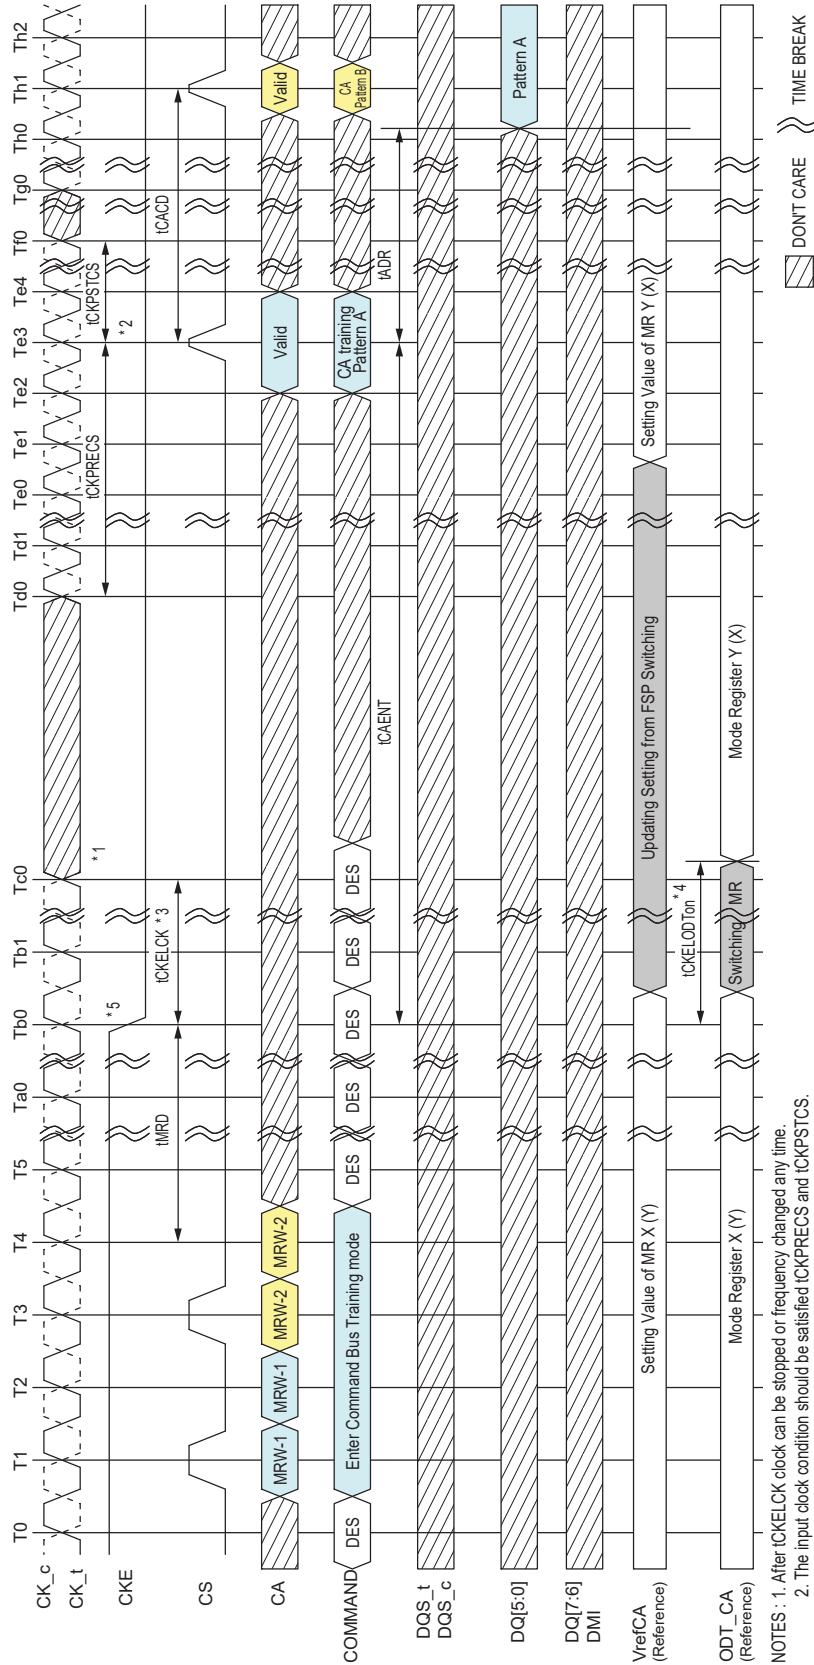 T0 T1 T2 T3 T4 T5 Ta0 Tb0 Tb1 Tc0 Td0 Td1 Te0 Te1 Te2 Te3 Te4 Tf0 Tg0 Th0 Th1 Th2
CK_c
CK_t
*1
tCKPRECS
tCKPSTCS
*2
CKE
*5
tMRD
tCKELCK *3
tCACD
CS
CA
MRW-1 MRW-1 MRW-2 MRW-2 Valid Valid
COMMAND
DES Enter Command Bus Training mode DES DES DES DES DES
CA training
Pattern A
CA
Pattern B
tCAENT
tADR
DQS_t
DQS_c
DQ[5:0]
Pattern A
DQ[7:6]
DMI
VrefCA
(Reference)
Setting Value of MR X (Y) Updating Setting from FSP Switching Setting Value of MR Y (X)
tCKELODTon *4
ODT_CA
(Reference)
Mode Register X (Y) Switching MR Mode Register Y (X)
NOTES : 1. After tCKELCK clock can be stopped or frequency changed any time.
2. The input clock condition should be satisfied tCKPRECS and tCKPSTCS.
DON'T CARE TIME BREAK